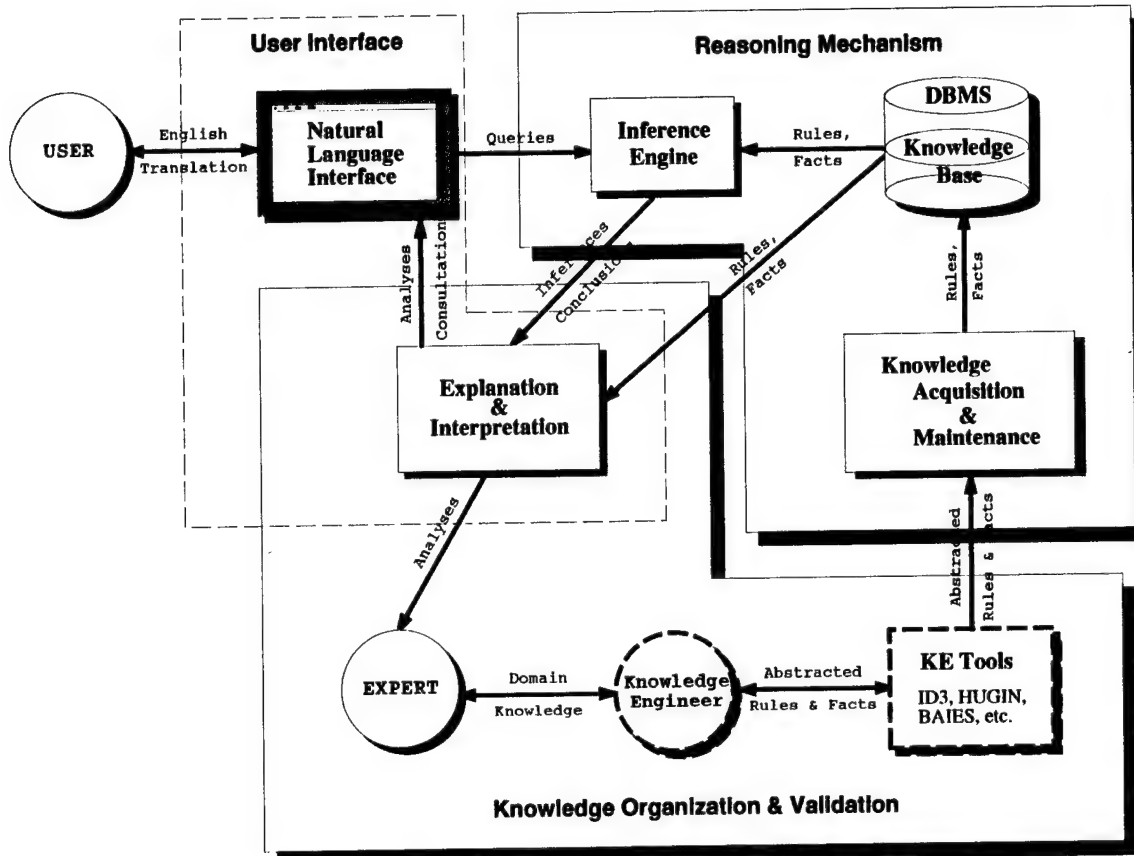 User Interface
Reasoning Mechanism
DBMS
Knowledge
Base
USER
English
Translation
Natural
Language
Interface
Queries
Inference
Engine
Rules,
Facts
Analyses
Consultation
Inferences
Conclusions
Rules,
Facts
Rules,
Facts
Explanation
&
Interpretation
Knowledge
Acquisition
&
Maintenance
Analyses
Abstracted
Rules & Facts
EXPERT
Domain
Knowledge
Knowledge
Engineer
Abstracted
Rules & Facts
KE Tools
ID3, HUGIN,
BAIES, etc.
Knowledge Organization & Validation